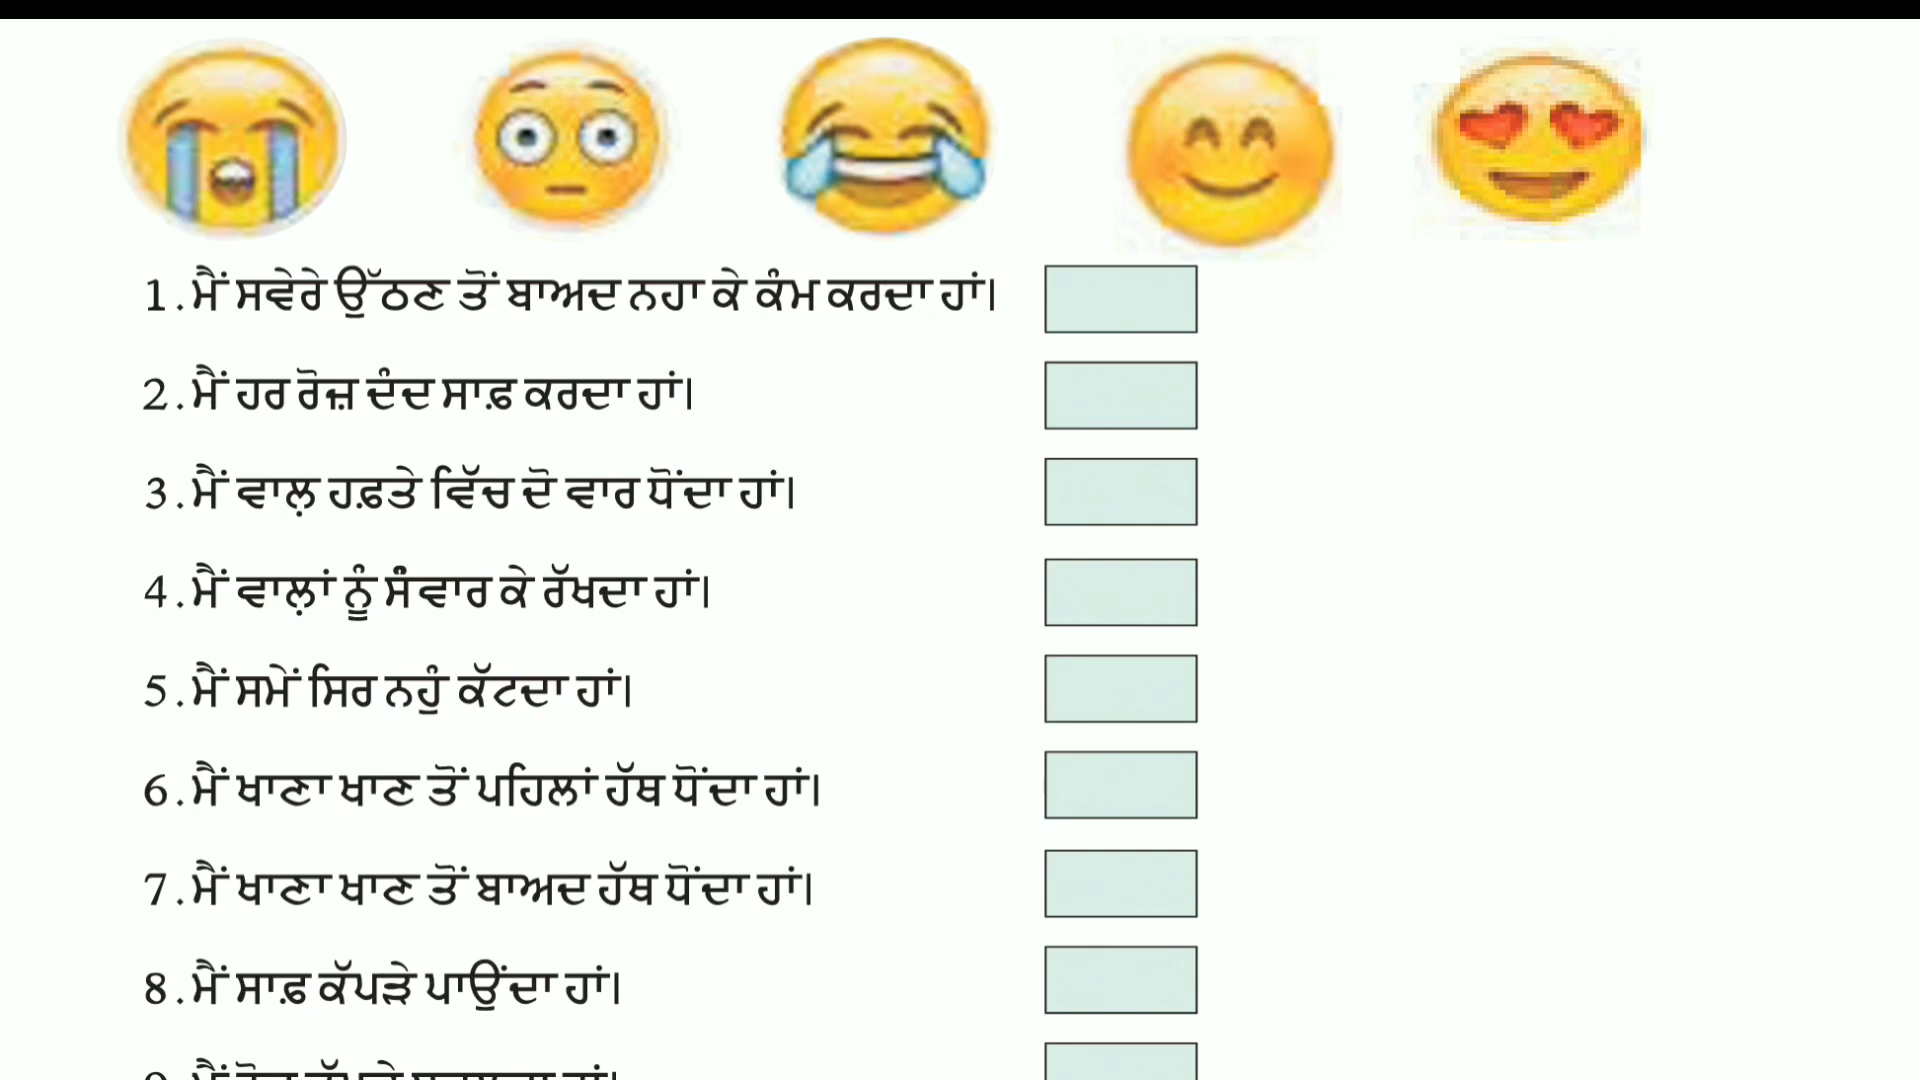 1. ਮੈਂ ਸਵੇਰੇ ਉੱਠਣ ਤੋਂ ਬਾਅਦ ਨਹਾ ਕੇ ਕੰਮ ਕਰਦਾ ਹਾਂ।
2. ਮੈਂ ਹਰ ਰੋਜ਼ ਦੰਦ ਸਾਫ਼ ਕਰਦਾ ਹਾਂ।
3. ਮੈਂ ਵਾਲ਼ ਹਫ਼ਤੇ ਵਿੱਚ ਦੋ ਵਾਰ ਧੋਂਦਾ ਹਾਂ।
4. ਮੈਂ ਵਾਲ਼ਾਂ ਨੂੰ ਸੰਵਾਰ ਕੇ ਰੱਖਦਾ ਹਾਂ।
5. ਮੈਂ ਸਮੇਂ ਸਿਰ ਨਹੁੰ ਕੱਟਦਾ ਹਾਂ।
6. ਮੈਂ ਖਾਣਾ ਖਾਣ ਤੋਂ ਪਹਿਲਾਂ ਹੱਥ ਧੋਂਦਾ ਹਾਂ।
7. ਮੈਂ ਖਾਣਾ ਖਾਣ ਤੋਂ ਬਾਅਦ ਹੱਥ ਧੋਂਦਾ ਹਾਂ।
8. ਮੈਂ ਸਾਫ਼ ਕੱਪੜੇ ਪਾਉਂਦਾ ਹਾਂ।